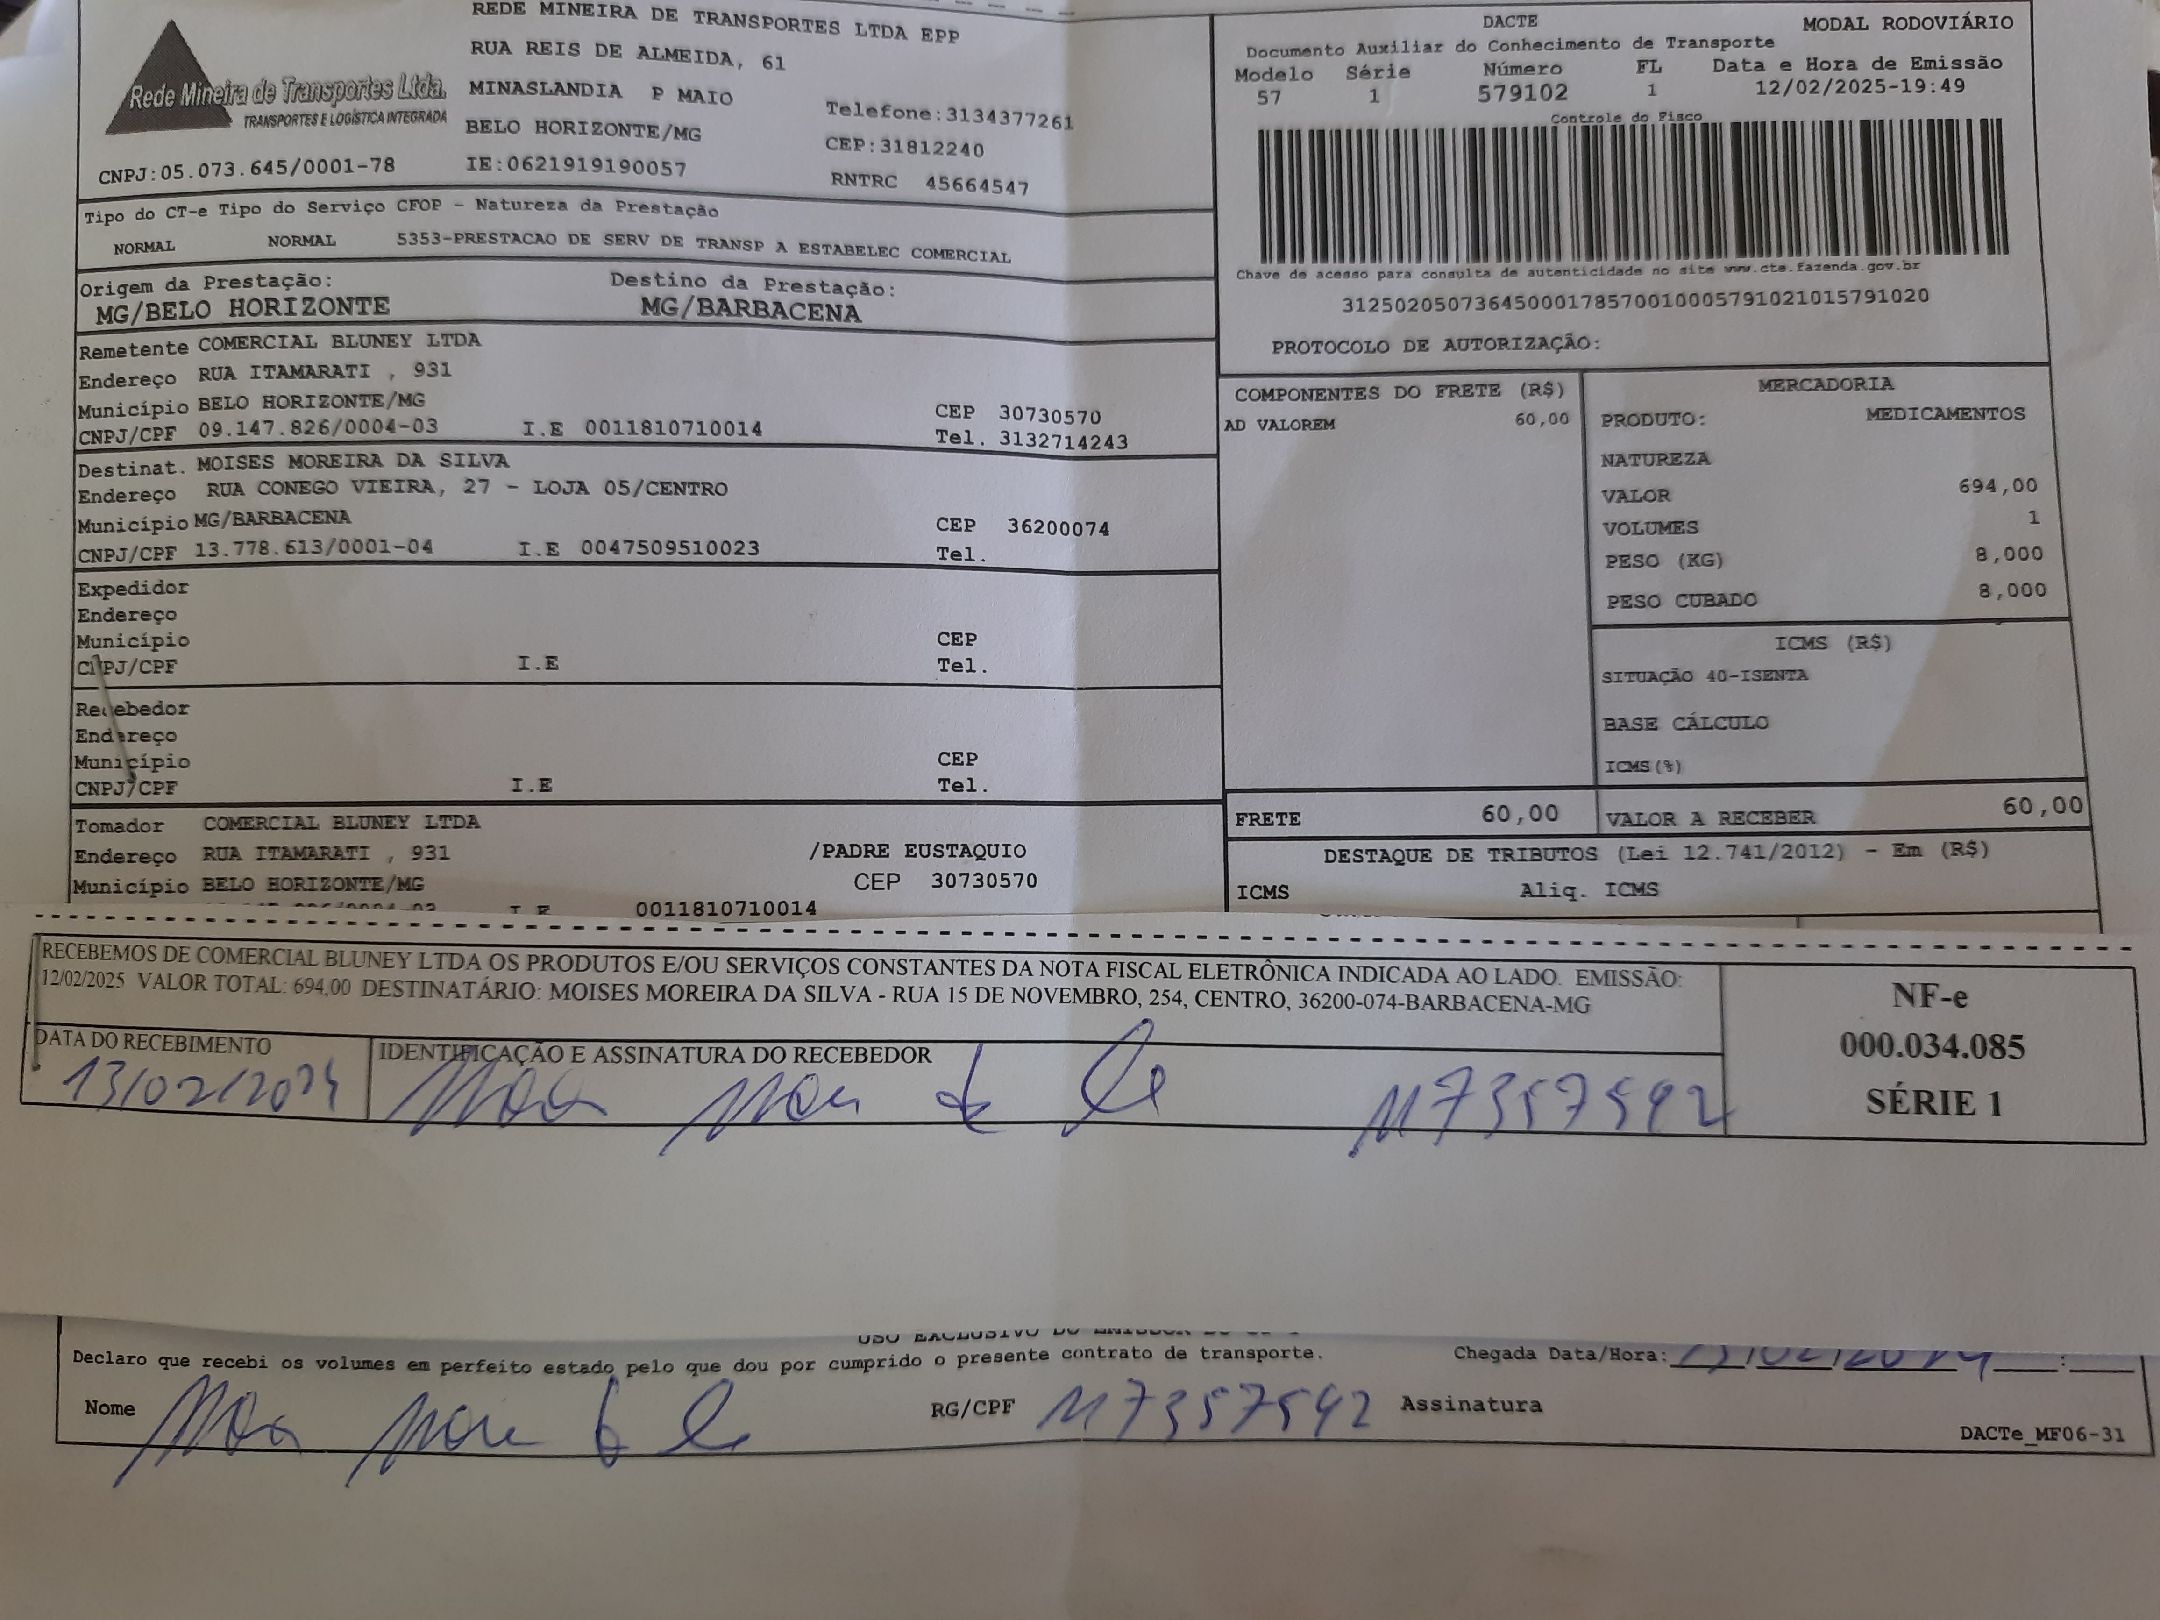 Rede Mineira de Transportes Ltda.
TRANSPORTES E LOGÍSTICA INTEGRADA
CNPJ:05.073.645/0001-78
REDE MINEIRA DE TRANSPORTES LTDA EPP
RUA REIS DE ALMEIDA, 61
MINASLANDIA P MAIO
BELO HORIZONTE/MG
IE:0621919190057
Telefone:3134377261
CEP:31812240
RNTRC 45664547
DACTE MODAL RODOVIÁRIO
Documento Auxiliar do Conhecimento de Transporte
Modelo Série Número FL Data e Hora de Emissão
57 1 579102 1 12/02/2025-19:49
Controle do Fisco
Chave de acesso para consulta de autenticidade no site www.cte.fazenda.gov.br
31250205073645000178570010005791021015791020
PROTOCOLO DE AUTORIZAÇÃO:
Tipo do CT-e Tipo do Serviço CFOP - Natureza da Prestação
NORMAL NORMAL 5353-PRESTACAO DE SERV DE TRANSP A ESTABELEC COMERCIAL
Origem da Prestação: Destino da Prestação:
MG/BELO HORIZONTE MG/BARBACENA
Remetente COMERCIAL BLUNEY LTDA
Endereço RUA ITAMARATI , 931
Município BELO HORIZONTE/MG CEP 30730570
CNPJ/CPF 09.147.826/0004-03 I.E 0011810710014 Tel. 3132714243
Destinat. MOISES MOREIRA DA SILVA
Endereço RUA CONEGO VIEIRA, 27 - LOJA 05/CENTRO
Município MG/BARBACENA CEP 36200074
CNPJ/CPF 13.778.613/0001-04 I.E 0047509510023 Tel.
Expedidor
Endereço
Município CEP
CNPJ/CPF I.E Tel.
Recebedor
Endereço
Município CEP
CNPJ/CPF I.E Tel.
Tomador COMERCIAL BLUNEY LTDA
Endereço RUA ITAMARATI , 931 /PADRE EUSTAQUIO
Município BELO HORIZONTE/MG CEP 30730570
I.E 0011810710014
COMPONENTES DO FRETE (R$)
AD VALOREM 60,00
MERCADORIA
PRODUTO: MEDICAMENTOS
NATUREZA
VALOR 694,00
VOLUMES 1
PESO (KG) 8,000
PESO CUBADO 8,000
ICMS (R$)
SITUAÇÃO 40-ISENTA
BASE CÁLCULO
ICMS(%)
FRETE 60,00 VALOR A RECEBER 60,00
DESTAQUE DE TRIBUTOS (Lei 12.741/2012) - Em (R$)
ICMS Aliq. ICMS
RECEBEMOS DE COMERCIAL BLUNEY LTDA OS PRODUTOS E/OU SERVIÇOS CONSTANTES DA NOTA FISCAL ELETRÔNICA INDICADA AO LADO. EMISSÃO:
12/02/2025 VALOR TOTAL: 694,00 DESTINATÁRIO: MOISES MOREIRA DA SILVA - RUA 15 DE NOVEMBRO, 254, CENTRO, 36200-074-BARBACENA-MG
DATA DO RECEBIMENTO IDENTIFICAÇÃO E ASSINATURA DO RECEBEDOR
13/02/2024 M7357592
NF-e
000.034.085
SÉRIE 1
USO EXCLUSIVO DO EMISSOR DO CT-e
Declaro que recebi os volumes em perfeito estado pelo que dou por cumprido o presente contrato de transporte. Chegada Data/Hora: 13/02/2024 :
Nome RG/CPF M7357592 Assinatura
DACTe_MF06-31